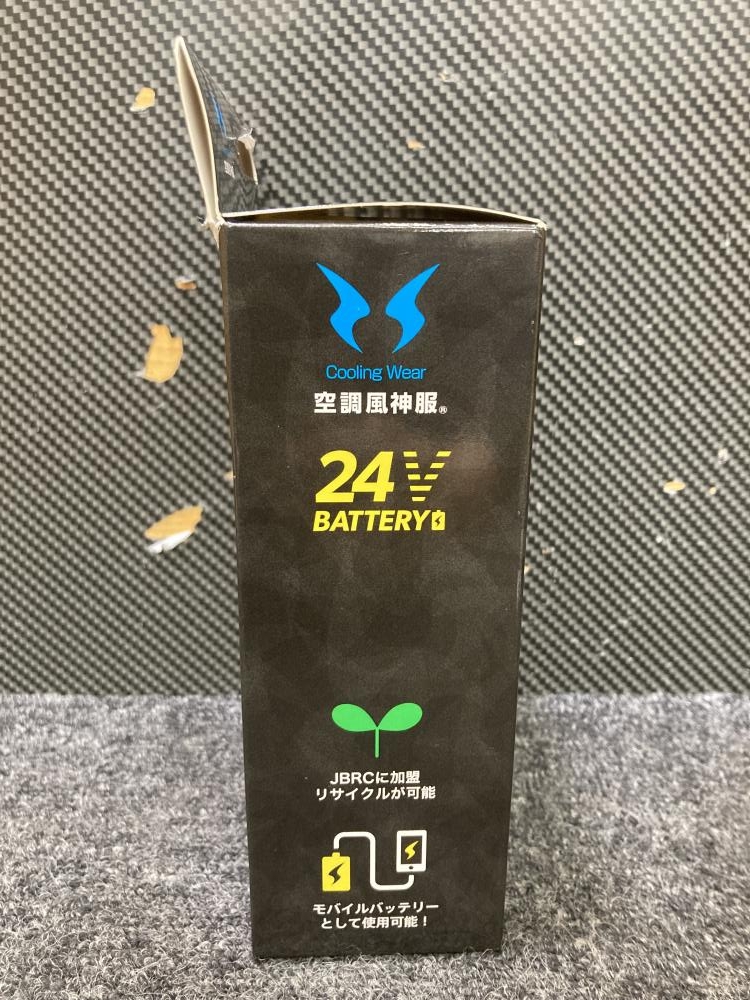 Cooling Wear
空調風神服®
24V
BATTERY
JBRCに加盟
リサイクルが可能
モバイルバッテリー
として使用可能！